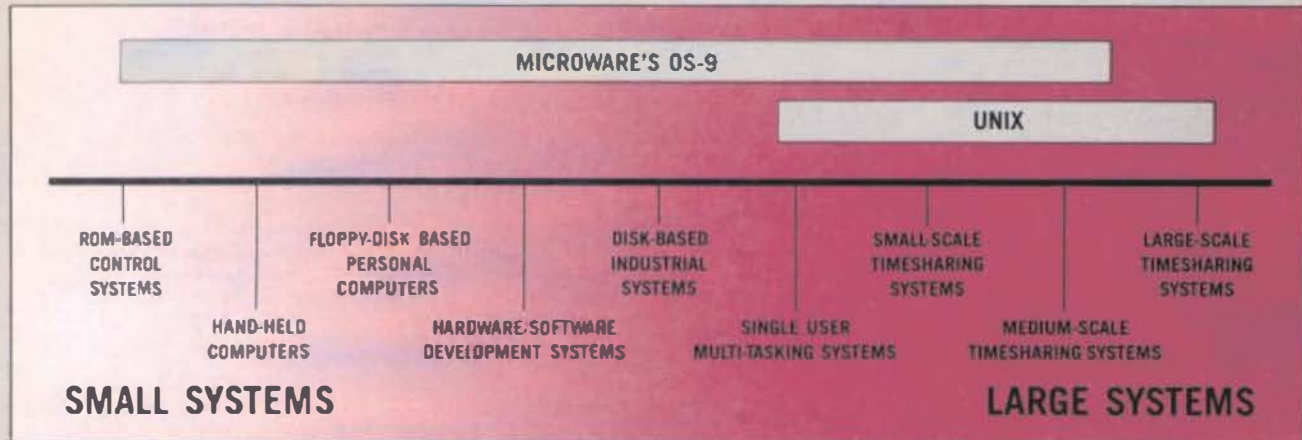 MICROWARE'S OS-9
UNIX
ROM-BASED
CONTROL
SYSTEMS
HAND-HELD
COMPUTERS
FLOPPY-DISK BASED
PERSONAL
COMPUTERS
HARDWARE-SOFTWARE
DEVELOPMENT SYSTEMS
DISK-BASED
INDUSTRIAL
SYSTEMS
SINGLE USER
MULTI-TASKING SYSTEMS
SMALL-SCALE
TIMESHARING
SYSTEMS
MEDIUM-SCALE
TIMESHARING SYSTEMS
LARGE-SCALE
TIMESHARING
SYSTEMS
SMALL SYSTEMS
LARGE SYSTEMS